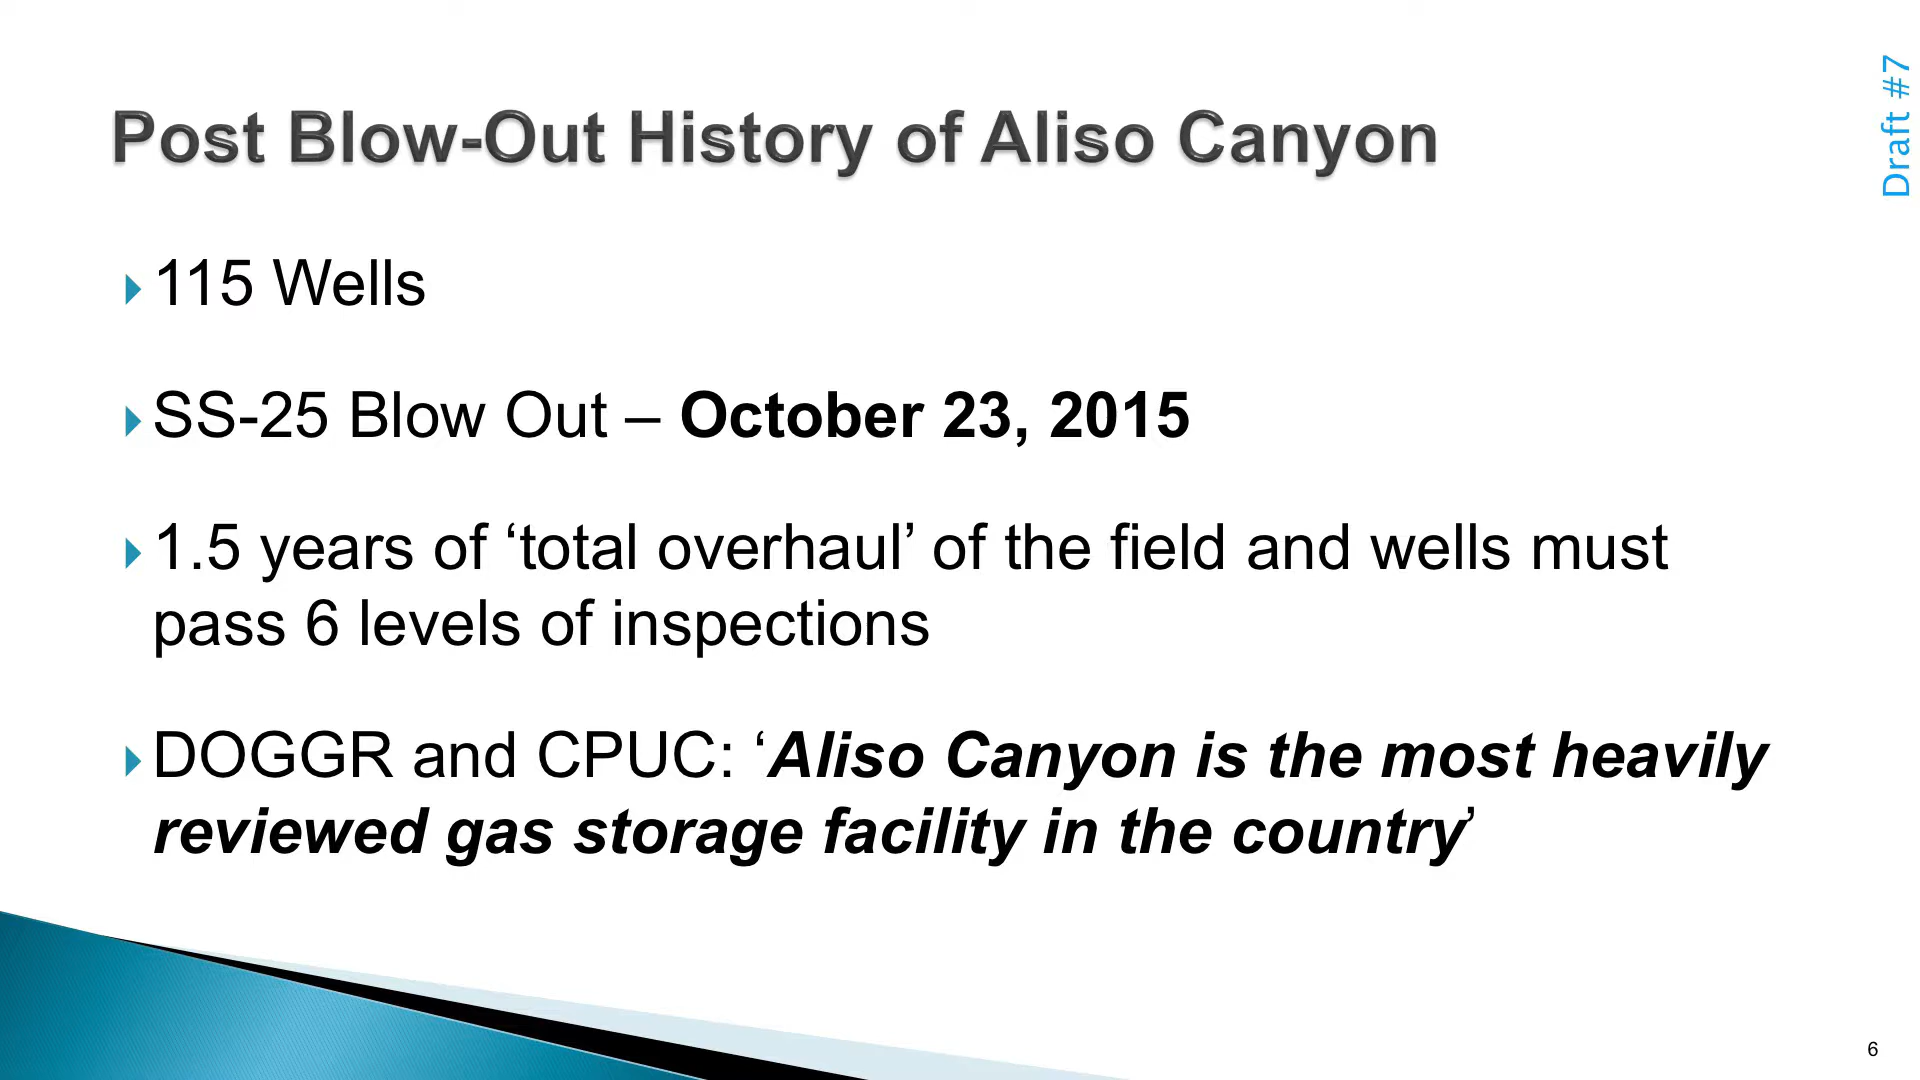 Draft #7
Post Blow-Out History of Aliso Canyon
115 Wells
SS-25 Blow Out – October 23, 2015
1.5 years of ‘total overhaul’ of the field and wells must
pass 6 levels of inspections
DOGGR and CPUC: ‘Aliso Canyon is the most heavily
reviewed gas storage facility in the country’
6